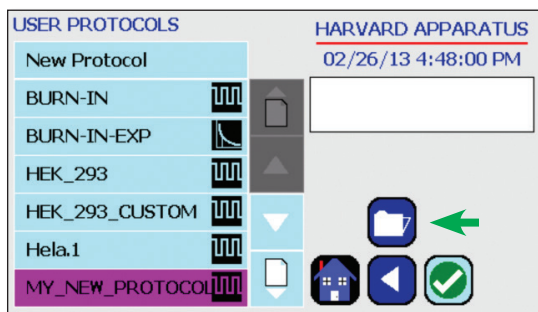 USER PROTOCOLS
New Protocol
BURN-IN
BURN-IN-EXP
HEK_293
HEK_293_CUSTOM
Hela.1
MY_NEW_PROTOCOL
HARVARD APPARATUS
02/26/13 4:48:00 PM